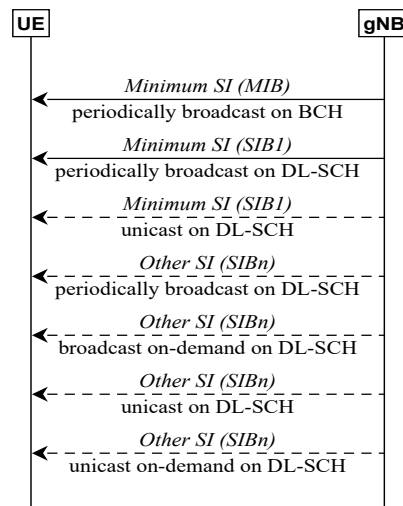 UE gNB
Minimum SI (MIB)
periodically broadcast on BCH
Minimum SI (SIB1)
periodically broadcast on DL-SCH
Minimum SI (SIB1)
unicast on DL-SCH
Other SI (SIBn)
periodically broadcast on DL-SCH
Other SI (SIBn)
broadcast on-demand on DL-SCH
Other SI (SIBn)
unicast on DL-SCH
Other SI (SIBn)
unicast on-demand on DL-SCH